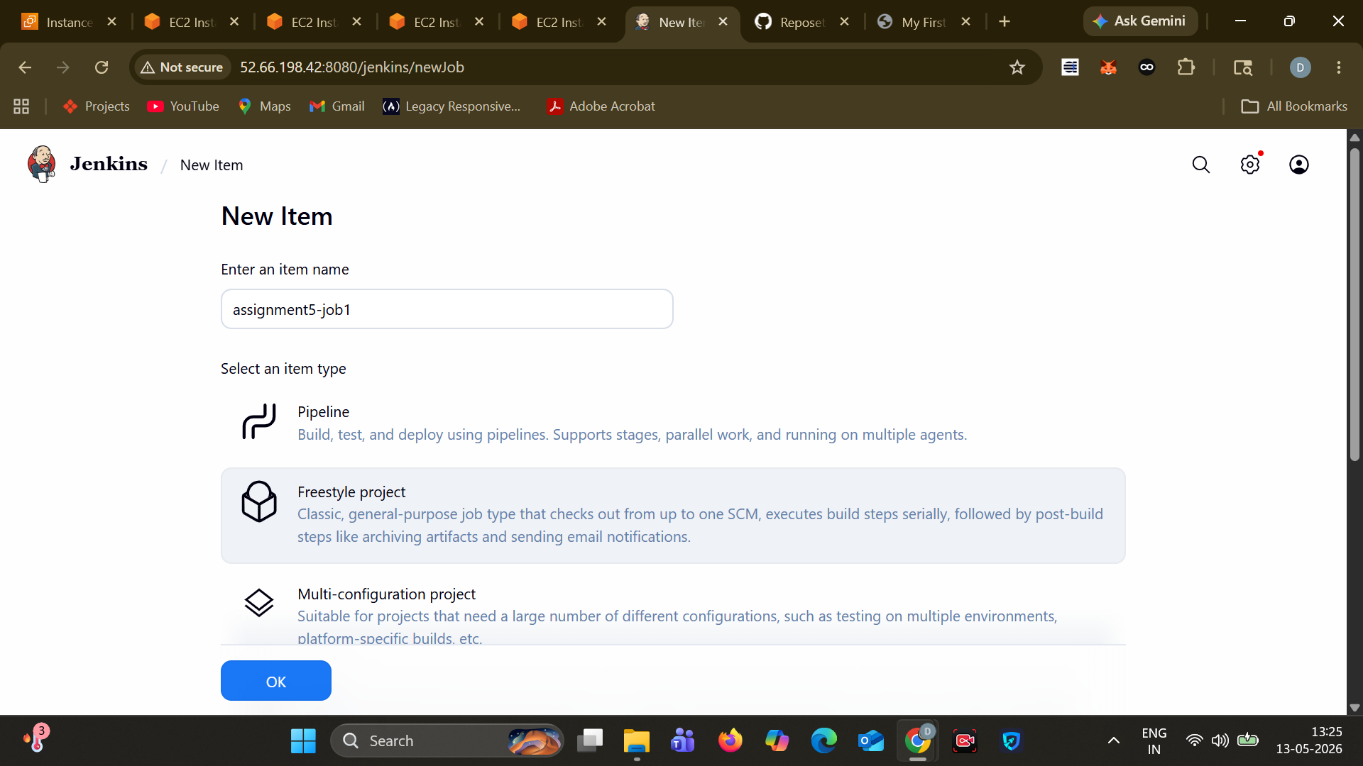 Instance
EC2 Inst
EC2 Inst
EC2 Inst
EC2 Inst
New Ite
Reposet
My First
Ask Gemini
Not secure
52.66.198.42:8080/jenkins/newJob
D
Projects
YouTube
Maps
Gmail
Legacy Responsive...
Adobe Acrobat
All Bookmarks
Jenkins / New Item
New Item
Enter an item name
assignment5-job1
Select an item type
Pipeline
Build, test, and deploy using pipelines. Supports stages, parallel work, and running on multiple agents.
Freestyle project
Classic, general-purpose job type that checks out from up to one SCM, executes build steps serially, followed by post-build
steps like archiving artifacts and sending email notifications.
Multi-configuration project
Suitable for projects that need a large number of different configurations, such as testing on multiple environments,
platform-specific builds, etc.
OK
3
Search
D
ENG
IN
13:25
13-05-2026